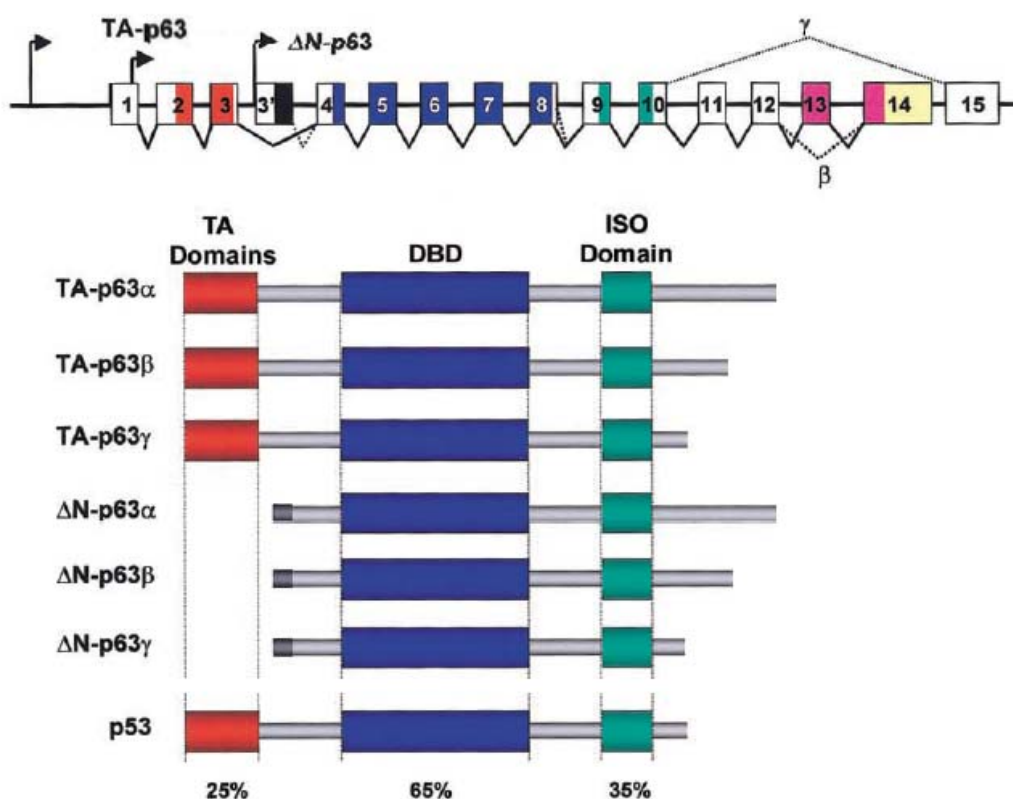 TA-p63
ΔN-p63
γ
1 2 3 3' 4 5 6 7 8 9 10 11 12 13 14 15
β
TA Domains
DBD
ISO Domain
TA-p63α
TA-p63β
TA-p63γ
ΔN-p63α
ΔN-p63β
ΔN-p63γ
p53
25% 65% 35%